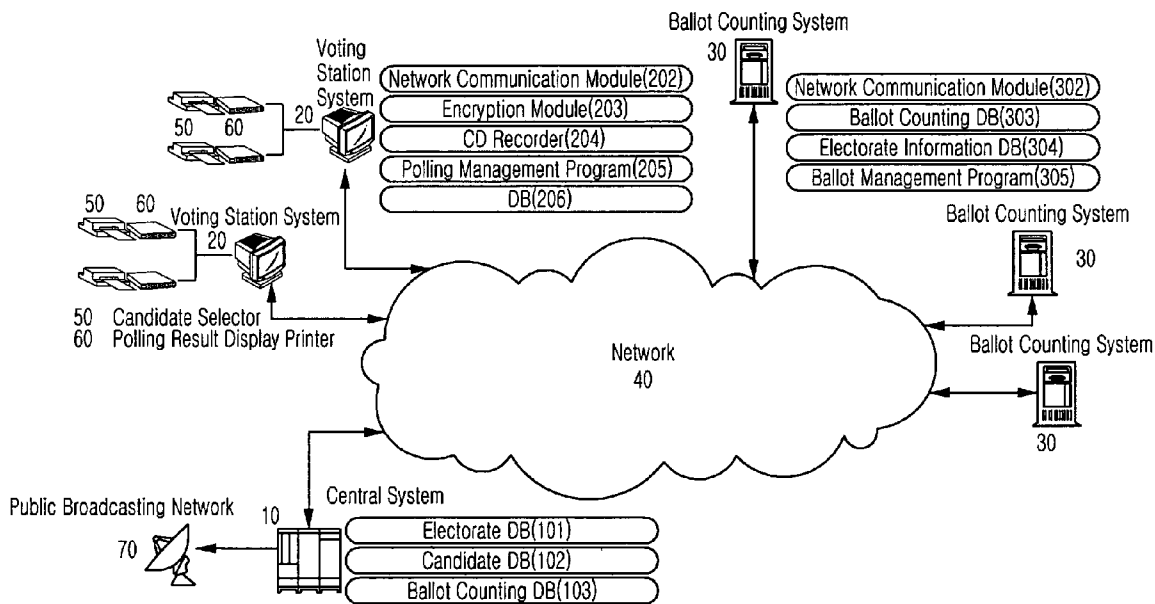 Ballot Counting System
30
Voting
Station
System
20
50 60
Network Communication Module(202)
Encryption Module(203)
CD Recorder(204)
Polling Management Program(205)
DB(206)
Network Communication Module(302)
Ballot Counting DB(303)
Electorate Information DB(304)
Ballot Management Program(305)
50 60
Voting Station System
20
Ballot Counting System
30
50 Candidate Selector
60 Polling Result Display Printer
Network
40
Ballot Counting System
30
Central System
10
Public Broadcasting Network
70
Electorate DB(101)
Candidate DB(102)
Ballot Counting DB(103)